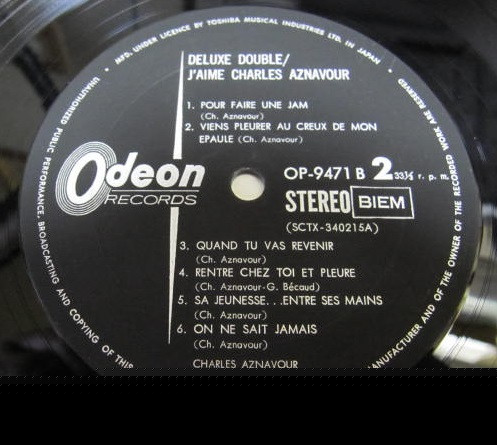 MFD. UNDER LICENCE BY TOSHIBA MUSICAL INDUSTRIES LTD. IN JAPAN
DELUXE DOUBLE/
J'AIME CHARLES AZNAVOUR
1. POUR FAIRE UNE JAM
(Ch. Aznavour)
2. VIENS PLEURER AU CREUX DE MON
EPAULE (Ch. Aznavour)
Odeon
RECORDS
OP-9471 B 2 33⅓ r. p. m.
STEREO BIEM
(SCTX-340215A)
3. QUAND TU VAS REVENIR
(Ch. Aznavour)
4. RENTRE CHEZ TOI ET PLEURE
(Ch. Aznavour-G. Bécaud)
5. SA JEUNESSE...ENTRE SES MAINS
(Ch. Aznavour)
6. ON NE SAIT JAMAIS
(Ch. Aznavour)
CHARLES AZNAVOUR
UNAUTHORIZED PUBLIC PERFORMANCE, BROADCASTING AND COPYING OF THIS
MANUFACTURER AND OF THE OWNER OF THE RECORDED WORK ARE RESERVED